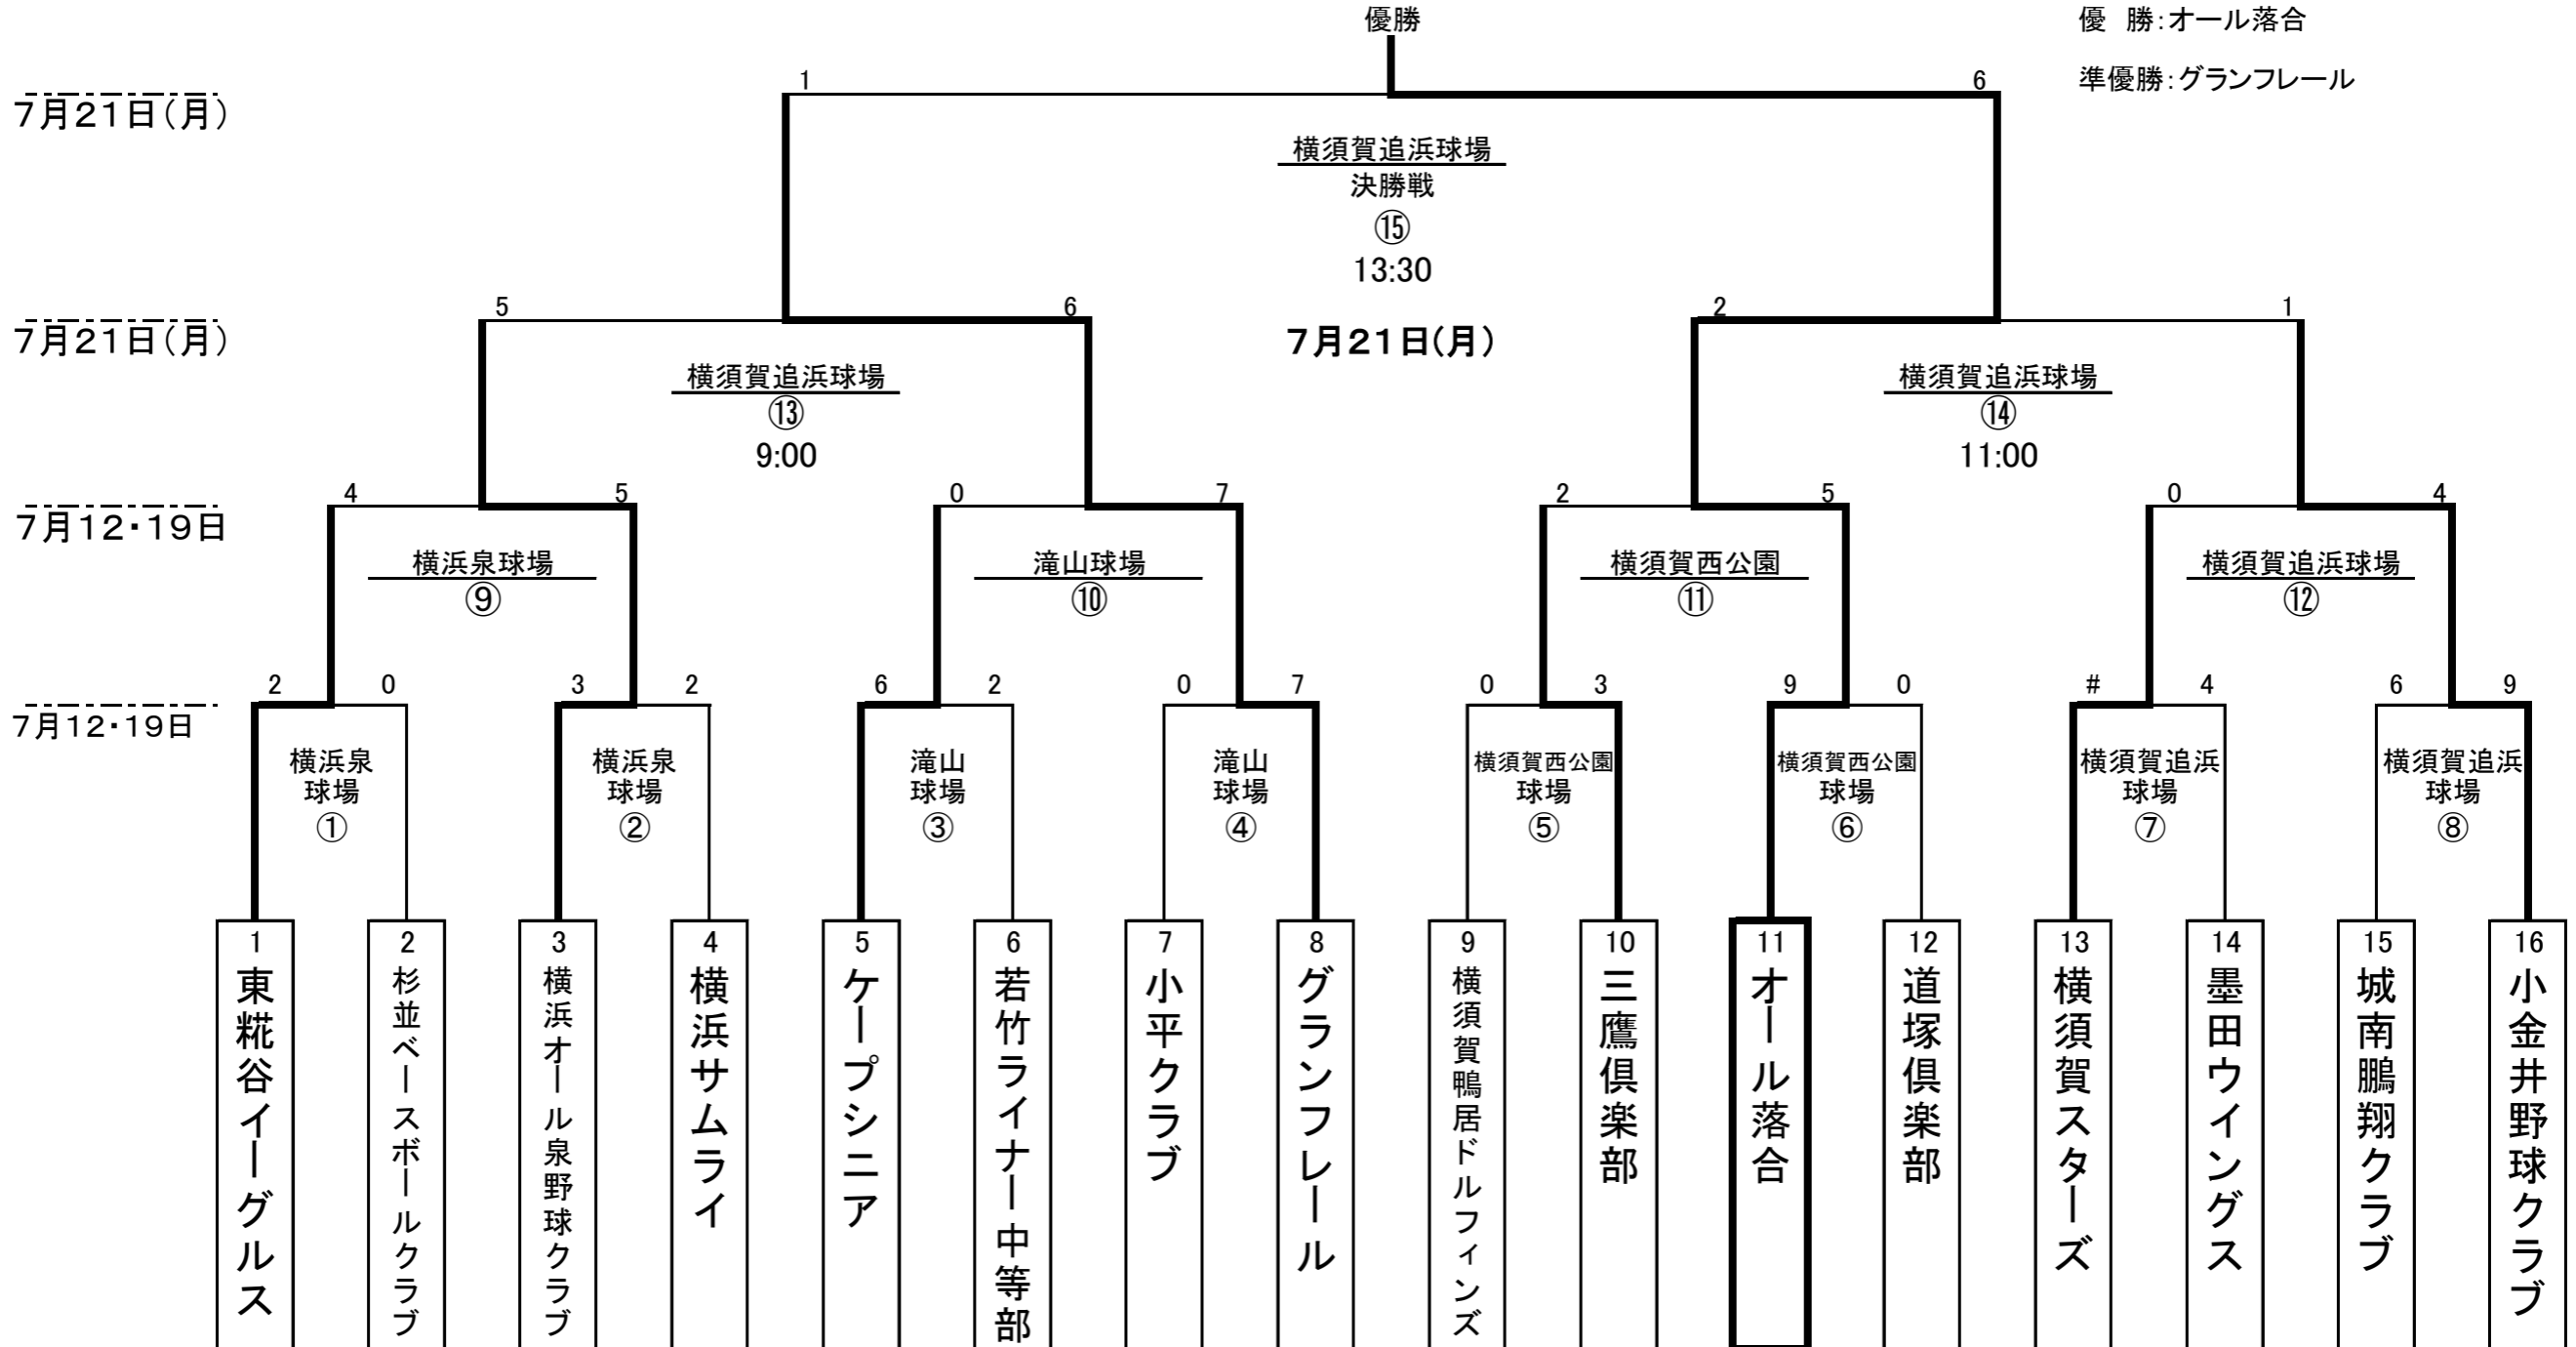 優勝
優　勝：オール落合
準優勝：グランフレール
7月21日（月）
1
6
横須賀追浜球場
決勝戦
⑮
13:30
7月21日（月）
5
6
7月21日（月）
2
1
横須賀追浜球場
⑬
9:00
横須賀追浜球場
⑭
11:00
7月12・19日
4
5
0
7
2
5
0
4
横浜泉球場
⑨
滝山球場
⑩
横須賀西公園
⑪
横須賀追浜球場
⑫
7月12・19日
2
0
3
2
6
2
0
7
0
3
9
0
#
4
6
9
横浜泉
球場
①
横浜泉
球場
②
滝山
球場
③
滝山
球場
④
横須賀西公園
球場
⑤
横須賀西公園
球場
⑥
横須賀追浜
球場
⑦
横須賀追浜
球場
⑧
1
東糀谷イーグルス
2
杉並ベースボールクラブ
3
横浜オール泉野球クラブ
4
横浜サムライ
5
ケープシニア
6
若竹ライナー中等部
7
小平クラブ
8
グランフレール
9
横須賀鴨居ドルフィンズ
10
三鷹倶楽部
11
オール落合
12
道塚倶楽部
13
横須賀スターズ
14
墨田ウイングス
15
城南鵬翔クラブ
16
小金井野球クラブ